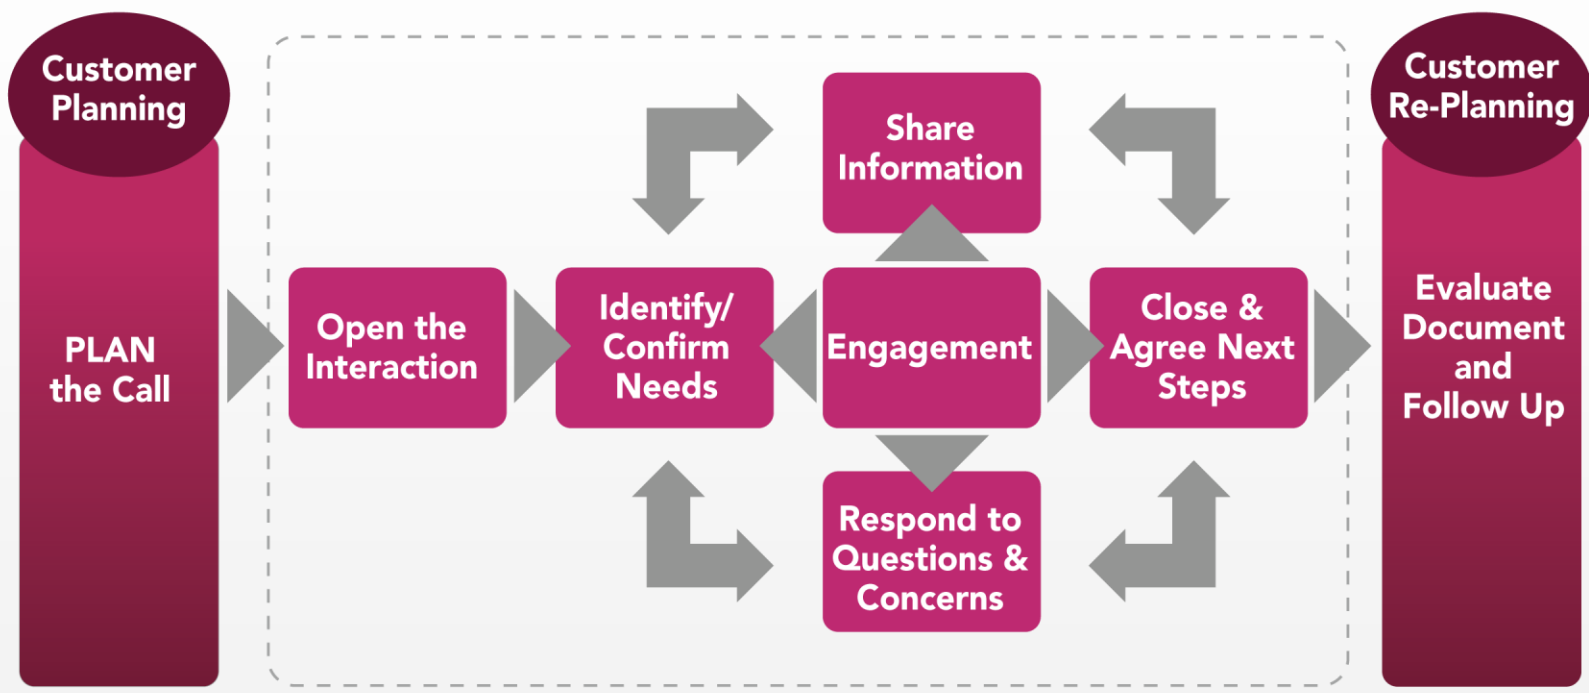 Customer
Planning
PLAN
the Call
Open the
Interaction
Identify/
Confirm
Needs
Share
Information
Engagement
Respond to
Questions &
Concerns
Close &
Agree Next
Steps
Customer
Re-Planning
Evaluate
Document
and
Follow Up